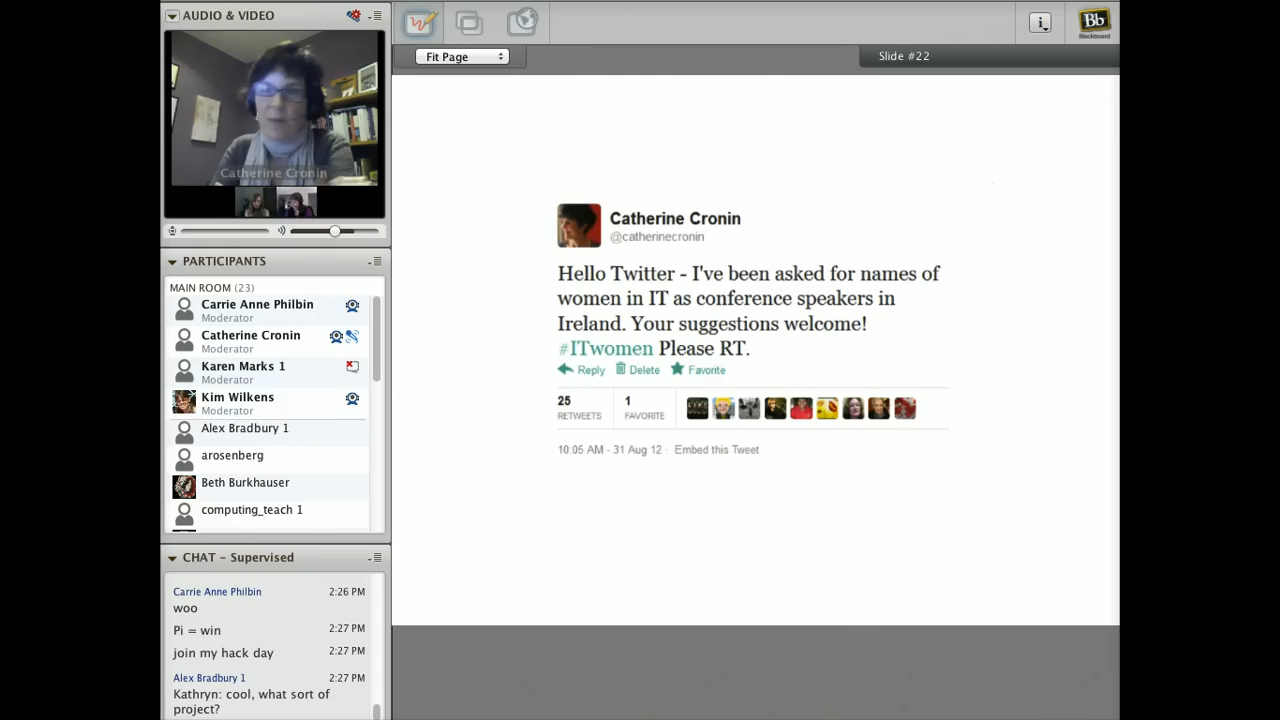 AUDIO & VIDEO
Catherine Cronin
PARTICIPANTS
MAIN ROOM (23)
Carrie Anne Philbin
Moderator
Catherine Cronin
Moderator
Karen Marks 1
Moderator
Kim Wilkens
Moderator
Alex Bradbury 1
arosenberg
Beth Burkhauser
computing_teach 1
CHAT - Supervised
Carrie Anne Philbin 2:26 PM
woo
Pi = win 2:27 PM
join my hack day 2:27 PM
Alex Bradbury 1 2:27 PM
Kathryn: cool, what sort of
project?
Fit Page
Slide #22
i
Bb
Blackboard
Catherine Cronin
@catherinecronin
Hello Twitter - I've been asked for names of
women in IT as conference speakers in
Ireland. Your suggestions welcome!
#ITwomen Please RT.
Reply Delete Favorite
25 1
RETWEETS FAVORITE
10:05 AM - 31 Aug 12 · Embed this Tweet